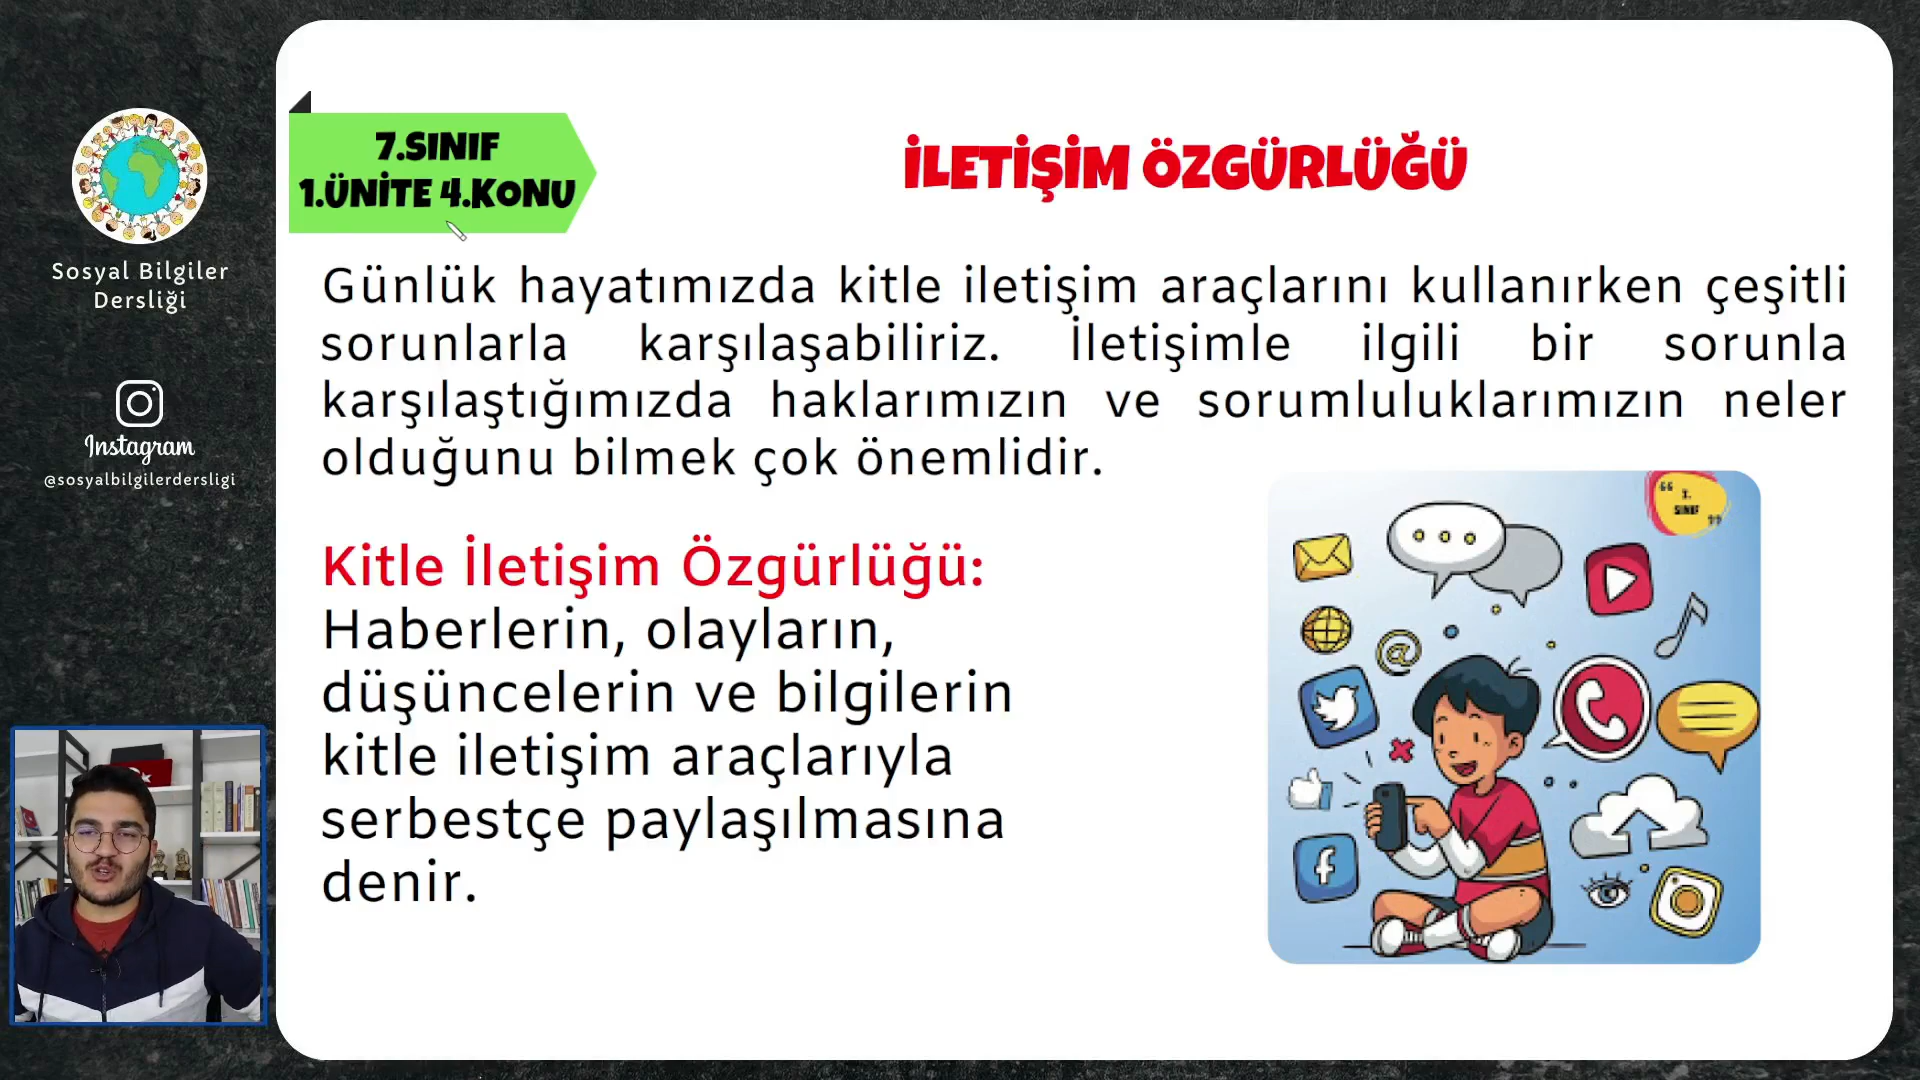 7.SINIF
1.ÜNİTE 4.KONU
İLETİŞİM ÖZGÜRLÜĞÜ
Sosyal Bilgiler
Dersliği
Instagram
@sosyalbilgilerdersligi
Günlük hayatımızda kitle iletişim araçlarını kullanırken çeşitli
sorunlarla karşılaşabiliriz. İletişimle ilgili bir sorunla
karşılaştığımızda haklarımızın ve sorumluluklarımızın neler
olduğunu bilmek çok önemlidir.
Kitle İletişim Özgürlüğü:
Haberlerin, olayların,
düşüncelerin ve bilgilerin
kitle iletişim araçlarıyla
serbestçe paylaşılmasına
denir.
SINIF
@